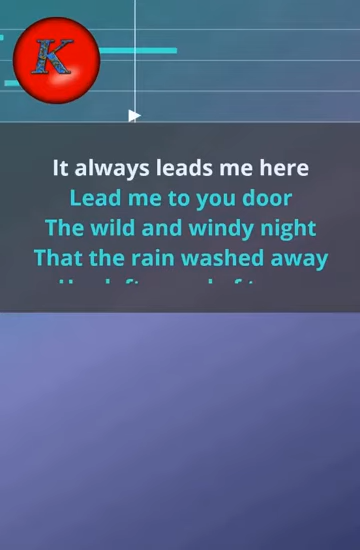 K
It always leads me here
Lead me to you door
The wild and windy night
That the rain washed away